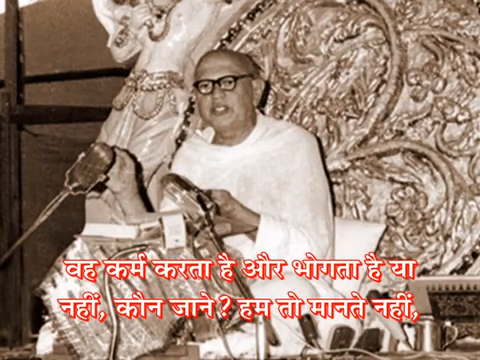 वह कर्म करता है और भोगता है या
नहीं, कौन जाने? हम तो मानते नहीं,